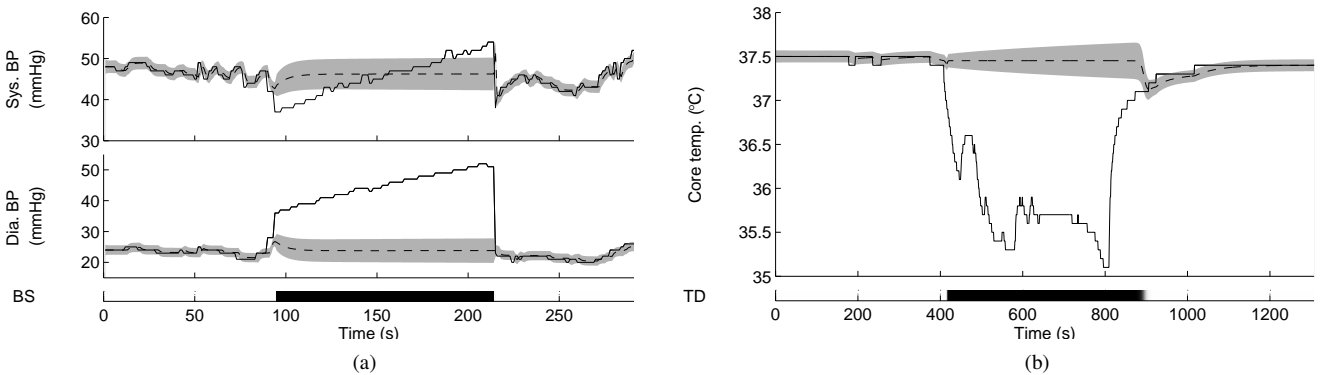 60
50
40
30
Sys. BP
(mmHg)
50
40
30
20
Dia. BP
(mmHg)
BS
0 50 100 150 200 250
Time (s)
(a)
38
37.5
37
36.5
36
35.5
35
Core temp. (°C)
TD
0 200 400 600 800 1000 1200
Time (s)
(b)